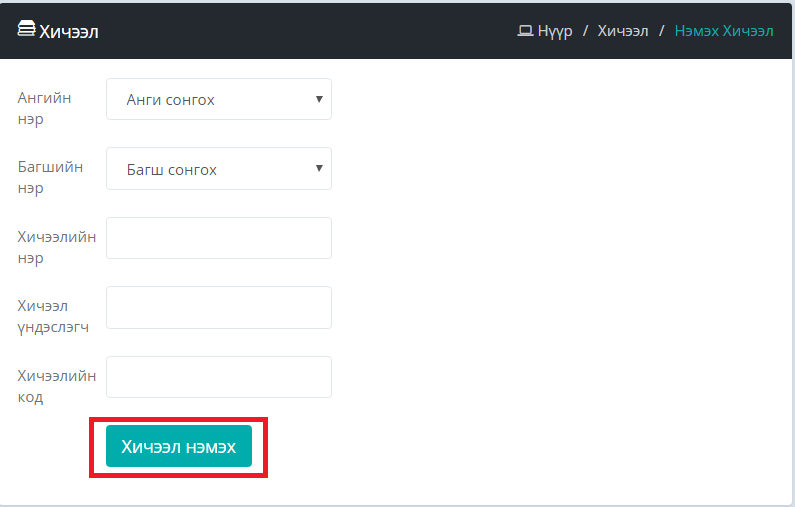 Хичээл
Нүүр / Хичээл / Нэмэх Хичээл
Ангийн
нэр
Анги сонгох
Багшийн
нэр
Багш сонгох
Хичээлийн
нэр
Хичээл
үндэслэгч
Хичээлийн
код
Хичээл нэмэх